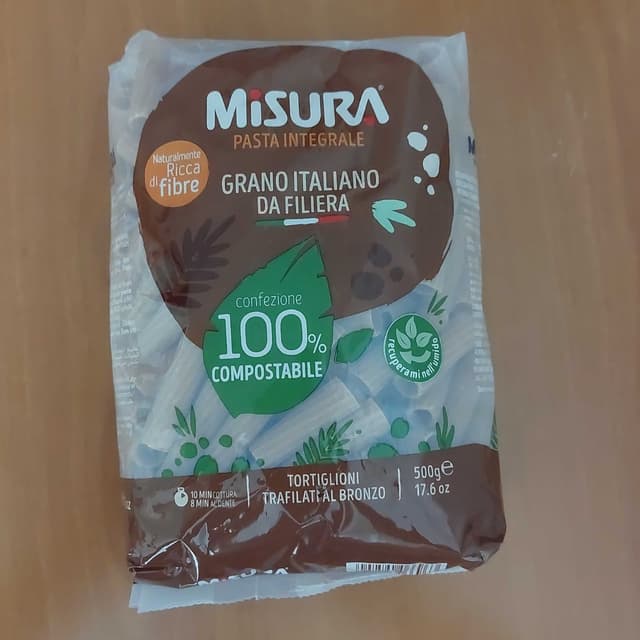 MiSURA
PASTA INTEGRALE
Naturalmente
Ricca
di fibre
GRANO ITALIANO
DA FILIERA
confezione
100%
COMPOSTABILE
recuperami nell'umido
10 MIN COTTURA
8 MIN AL DENTE
TORTIGLIONI
TRAFILATI AL BRONZO
500g℮
17.6 oz